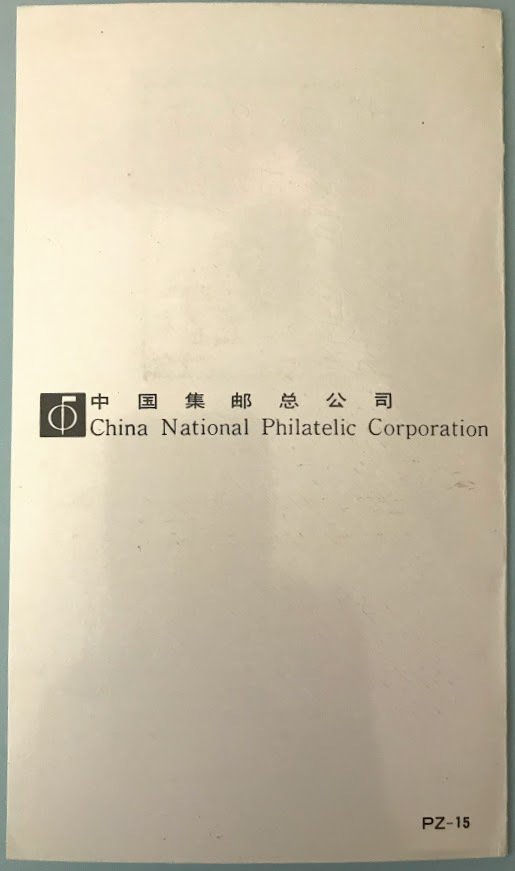 中国集邮总公司
China National Philatelic Corporation
PZ-15